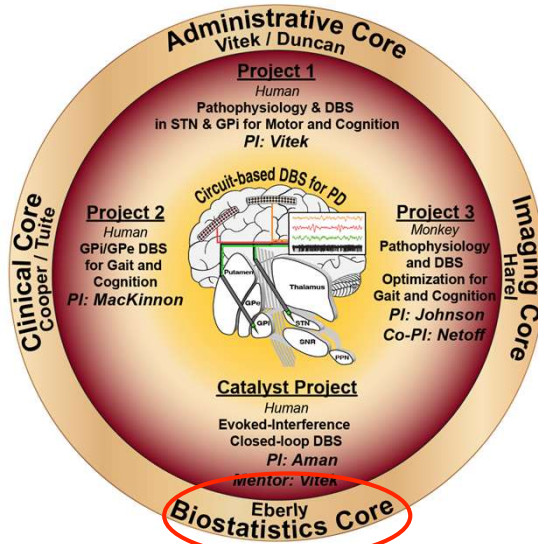 Administrative Core
Vitek / Duncan
Project 1
Human
Pathophysiology & DBS
in STN & GPi for Motor and Cognition
PI: Vitek
Circuit-based DBS for PD
Clinical Core
Cooper / Tuite
Project 2
Human
GPi/GPe DBS
for Gait and
Cognition
PI: MacKinnon
Putamen
GPe
GPi
Thalamus
STN
SNR
PPN
Project 3
Monkey
Pathophysiology
and DBS
Optimization for
Gait and Cognition
PI: Johnson
Co-PI: Netoff
Imaging Core
Harel
Catalyst Project
Human
Evoked-Interference
Closed-loop DBS
PI: Aman
Mentor: Vitek
Eberly
Biostatistics Core